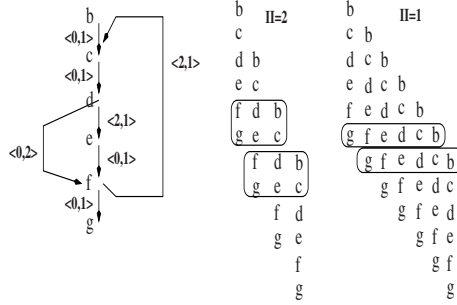 b
<0,1>
c
<0,1>
<2,1>
d
<2,1>
e
<0,2>
<0,1>
f
<0,1>
g
II=2
b
c
d b
e c
f d b
g e c
f d b
g e c
f d
g e
f
g
II=1
b
c b
d c b
e d c b
f e d c b
g f e d c b
g f e d c b
g f e d c
g f e d
g f e
g f
g